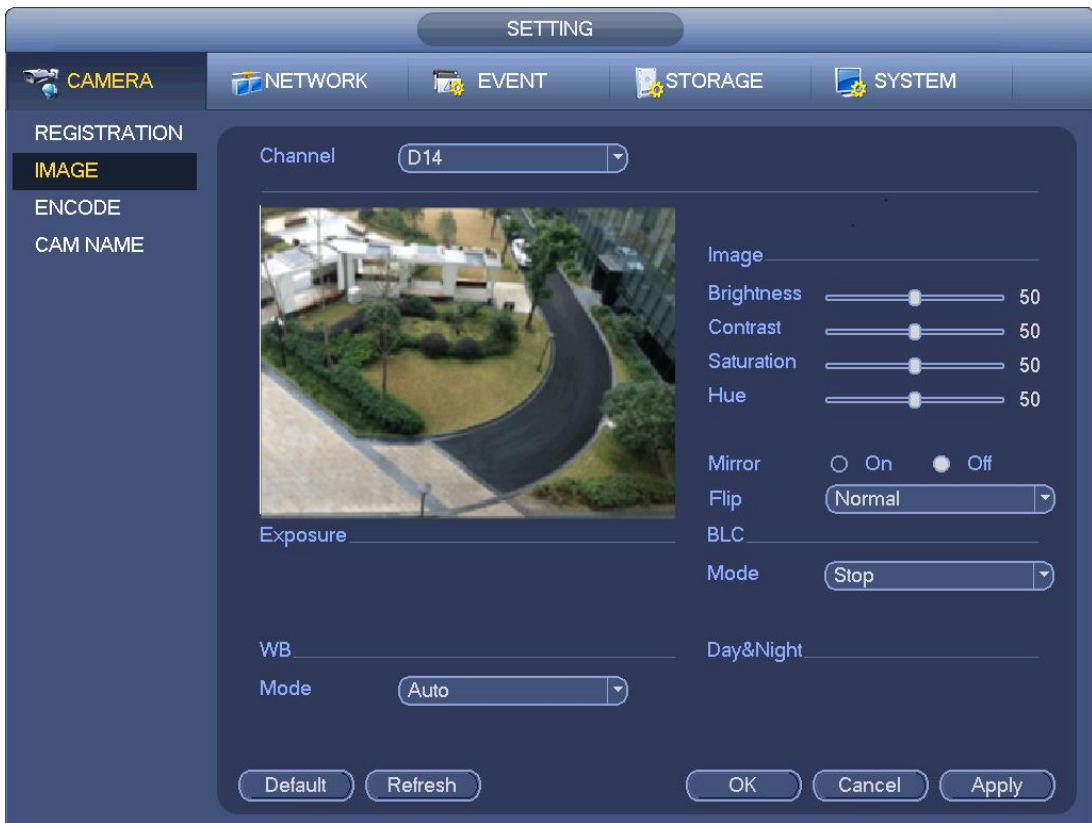 SETTING
CAMERA NETWORK EVENT STORAGE SYSTEM
REGISTRATION
IMAGE
ENCODE
CAM NAME
Channel D14
Image
Brightness 50
Contrast 50
Saturation 50
Hue 50
Mirror On Off
Flip Normal
Exposure
BLC
Mode Stop
WB
Mode Auto
Day&Night
Default Refresh OK Cancel Apply